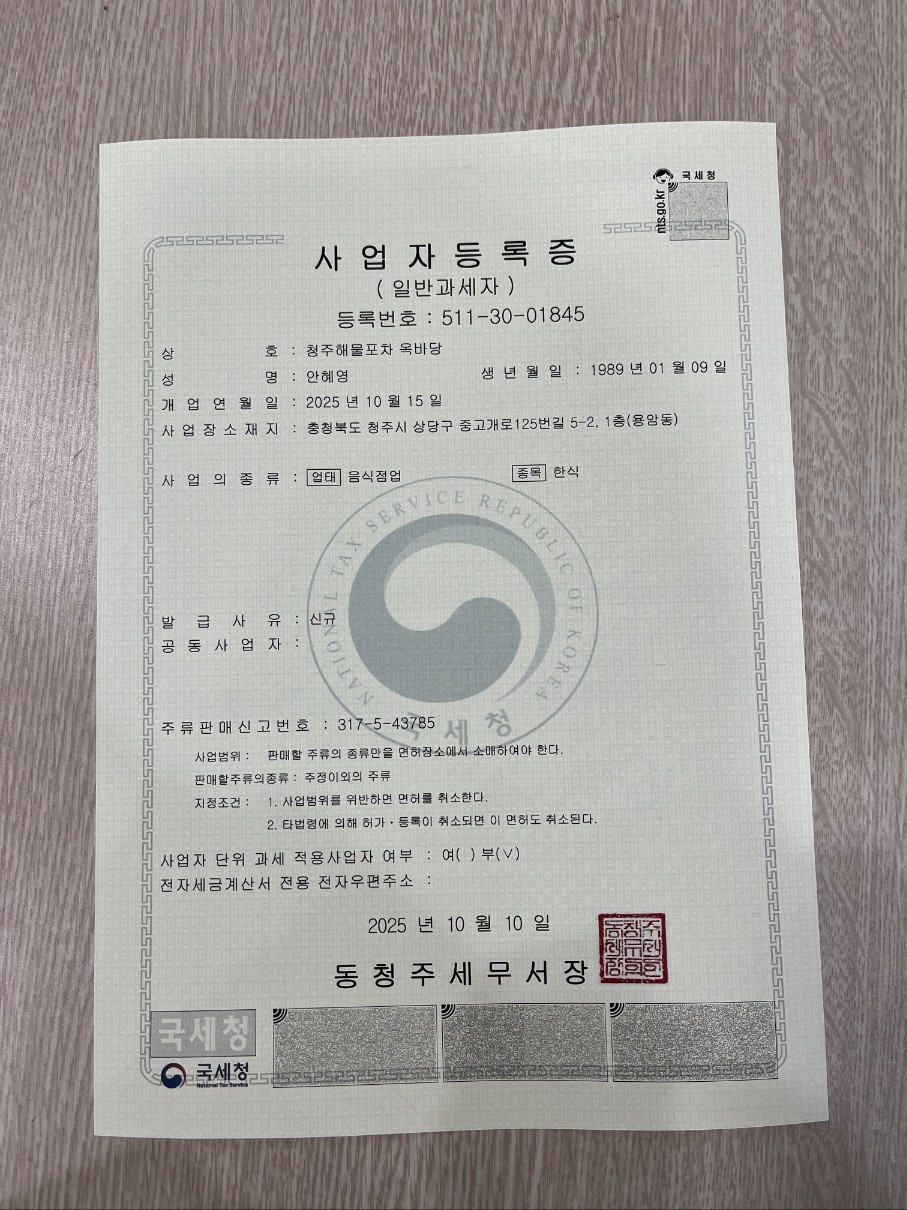 국세청
nts.go.kr
사업자등록증
( 일반과세자 )
등록번호 : 511-30-01845
상 호 : 청주해물포차 옥바당
성 명 : 안혜영 생 년 월 일 : 1989 년 01 월 09 일
개 업 연 월 일 : 2025 년 10 월 15 일
사 업 장 소 재 지 : 충청북도 청주시 상당구 중고개로125번길 5-2, 1층(용암동)
사 업 의 종 류 : 업태 음식점업 종목 한식
NATIONAL TAX SERVICE REPUBLIC OF KOREA
발 급 사 유 : 신규
공 동 사 업 자 :
국세청
주 류 판 매 신 고 번 호 : 317-5-43785
사업범위 : 판매할 주류의 종류만을 면허장소에서 소매하여야 한다.
판매할주류의종류 : 주정이외의 주류
지정조건 : 1. 사업범위를 위반하면 면허를 취소한다.
2. 타법령에 의해 허가·등록이 취소되면 이 면허도 취소된다.
사업자 단위 과세 적용사업자 여부 : 여( ) 부(∨)
전자세금계산서 전용 전자우편주소 :
2025 년 10 월 10 일
동청주세무서장
국세청
국세청
National Tax Service